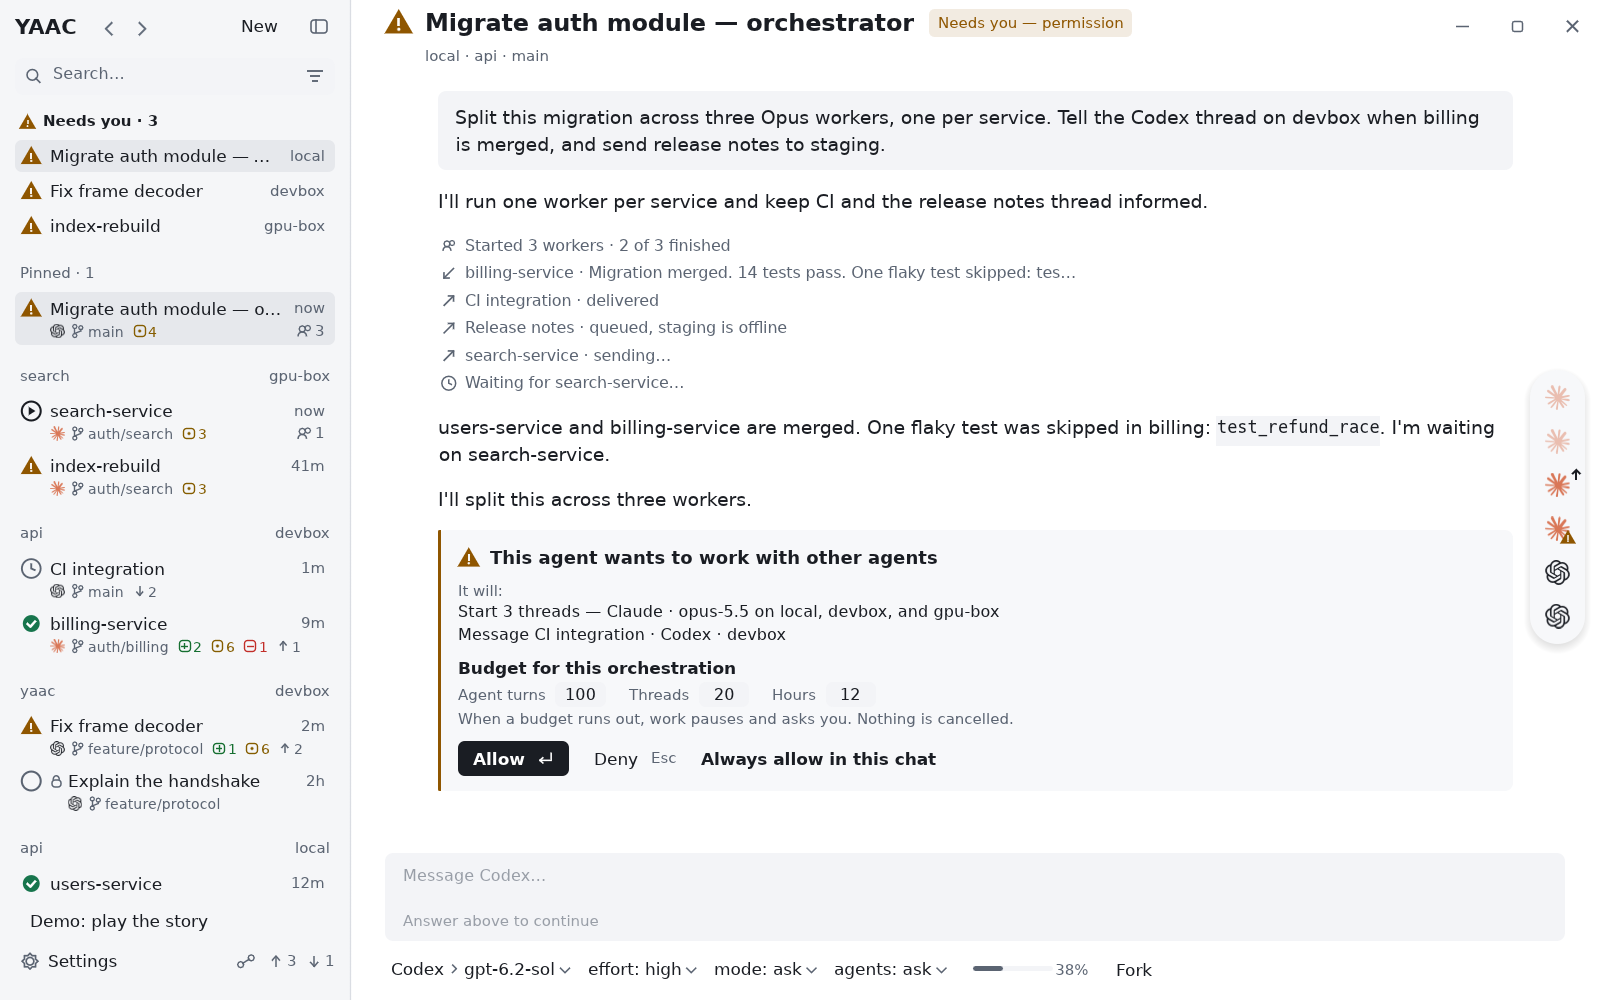 YAAC
New
Search...
Needs you · 3
Migrate auth module — ... local
Fix frame decoder devbox
index-rebuild gpu-box
Pinned · 1
Migrate auth module — o... now
main 4 3
search gpu-box
search-service now
auth/search 3 1
index-rebuild 41m
auth/search 3
api devbox
CI integration 1m
main ↓2
billing-service 9m
auth/billing 2 6 1 ↑1
yaac devbox
Fix frame decoder 2m
feature/protocol 1 6 ↑2
Explain the handshake 2h
feature/protocol
api local
users-service 12m
Demo: play the story
Settings ↑3 ↓1
Migrate auth module — orchestrator Needs you — permission
local · api · main
Split this migration across three Opus workers, one per service. Tell the Codex thread on devbox when billing
is merged, and send release notes to staging.
I'll run one worker per service and keep CI and the release notes thread informed.
Started 3 workers · 2 of 3 finished
billing-service · Migration merged. 14 tests pass. One flaky test skipped: tes...
CI integration · delivered
Release notes · queued, staging is offline
search-service · sending...
Waiting for search-service...
users-service and billing-service are merged. One flaky test was skipped in billing: test_refund_race. I'm waiting
on search-service.
I'll split this across three workers.
This agent wants to work with other agents
It will:
Start 3 threads — Claude · opus-5.5 on local, devbox, and gpu-box
Message CI integration · Codex · devbox
Budget for this orchestration
Agent turns 100 Threads 20 Hours 12
When a budget runs out, work pauses and asks you. Nothing is cancelled.
Allow ↵ Deny Esc Always allow in this chat
Message Codex...
Answer above to continue
Codex > gpt-6.2-sol effort: high mode: ask agents: ask 38% Fork